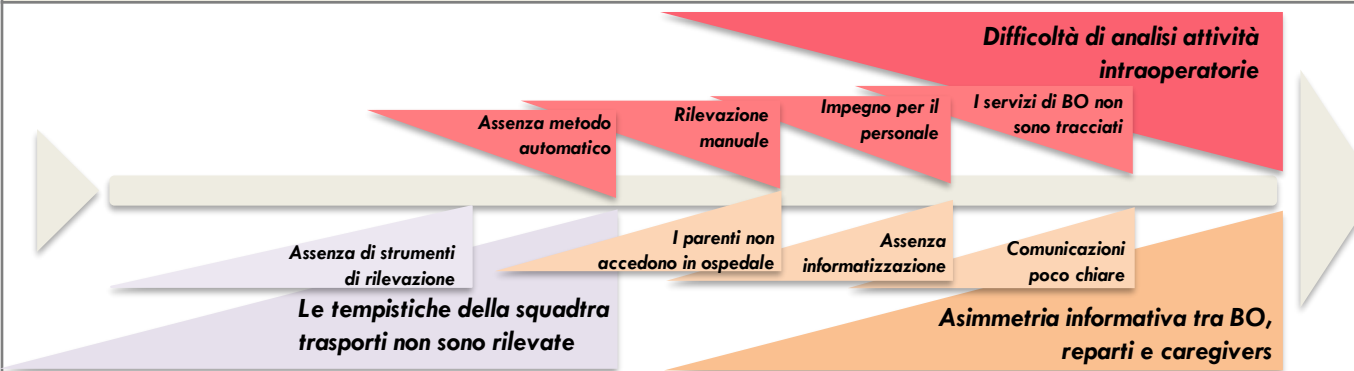 Difficoltà di analisi attività
intraoperatorie
Assenza metodo
automatico
Rilevazione
manuale
Impegno per il
personale
I servizi di BO non
sono tracciati
Assenza di strumenti
di rilevazione
I parenti non
accedono in ospedale
Assenza
informatizzazione
Comunicazioni
poco chiare
Le tempistiche della squadtra
trasporti non sono rilevate
Asimmetria informativa tra BO,
reparti e caregivers